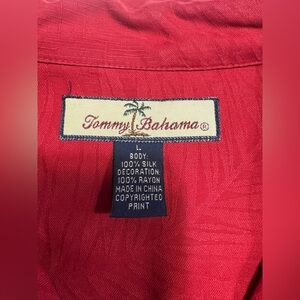 Tommy Bahama®
L
BODY:
100% SILK
DECORATION:
100% RAYON
MADE IN CHINA
COPYRIGHTED
PRINT